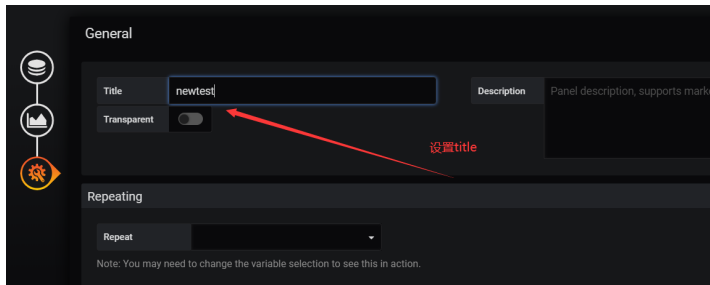 General
Title newtest Description Panel description, supports mark
Transparent
设置title
Repeating
Repeat
Note: You may need to change the variable selection to see this in action.